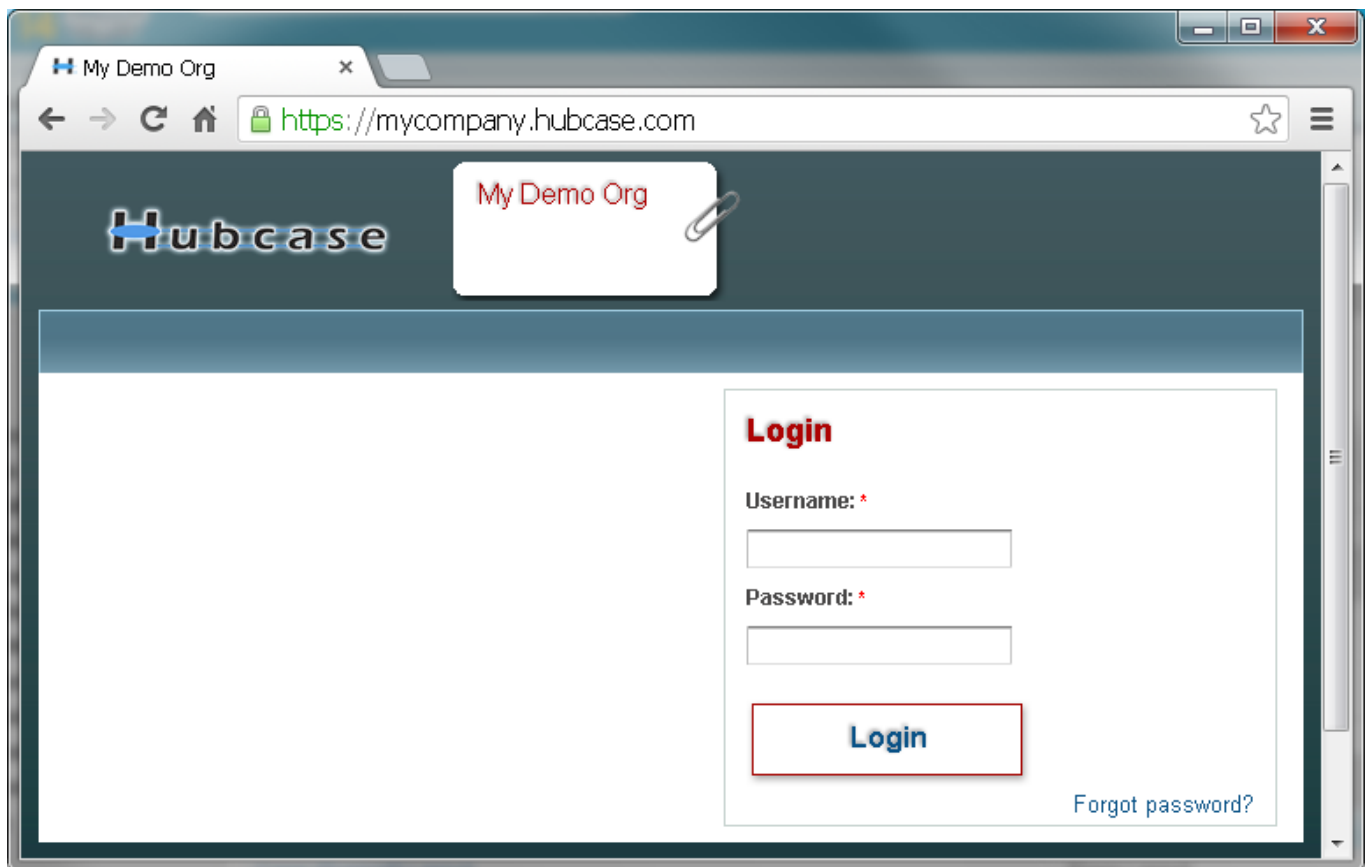 My Demo Org
https://mycompany.hubcase.com
Hubcase
My Demo Org
Login
Username: *
Password: *
Login
Forgot password?